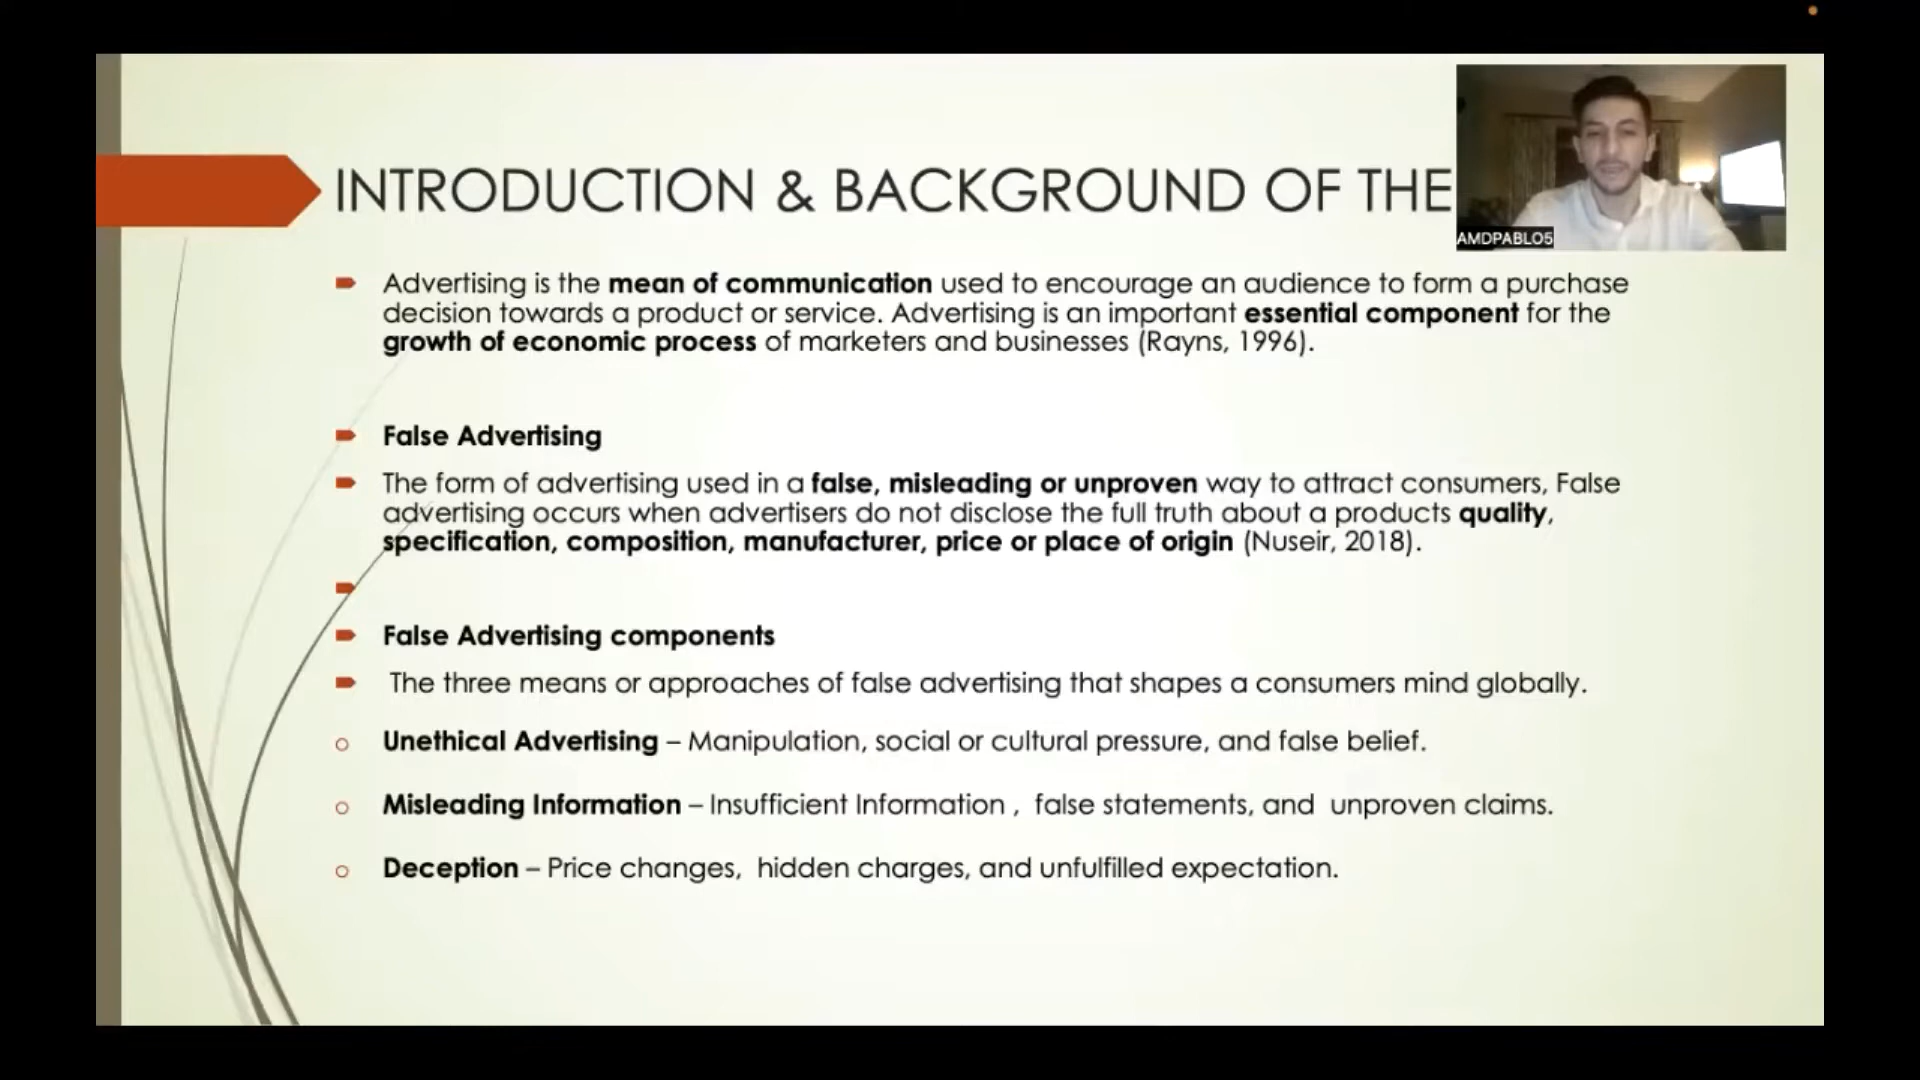 INTRODUCTION & BACKGROUND OF THE
AMDPABLO5
Advertising is the mean of communication used to encourage an audience to form a purchase
decision towards a product or service. Advertising is an important essential component for the
growth of economic process of marketers and businesses (Rayns, 1996).
False Advertising
The form of advertising used in a false, misleading or unproven way to attract consumers, False
advertising occurs when advertisers do not disclose the full truth about a products quality,
specification, composition, manufacturer, price or place of origin (Nuseir, 2018).
False Advertising components
The three means or approaches of false advertising that shapes a consumers mind globally.
Unethical Advertising – Manipulation, social or cultural pressure, and false belief.
Misleading Information – Insufficient Information , false statements, and unproven claims.
Deception – Price changes, hidden charges, and unfulfilled expectation.